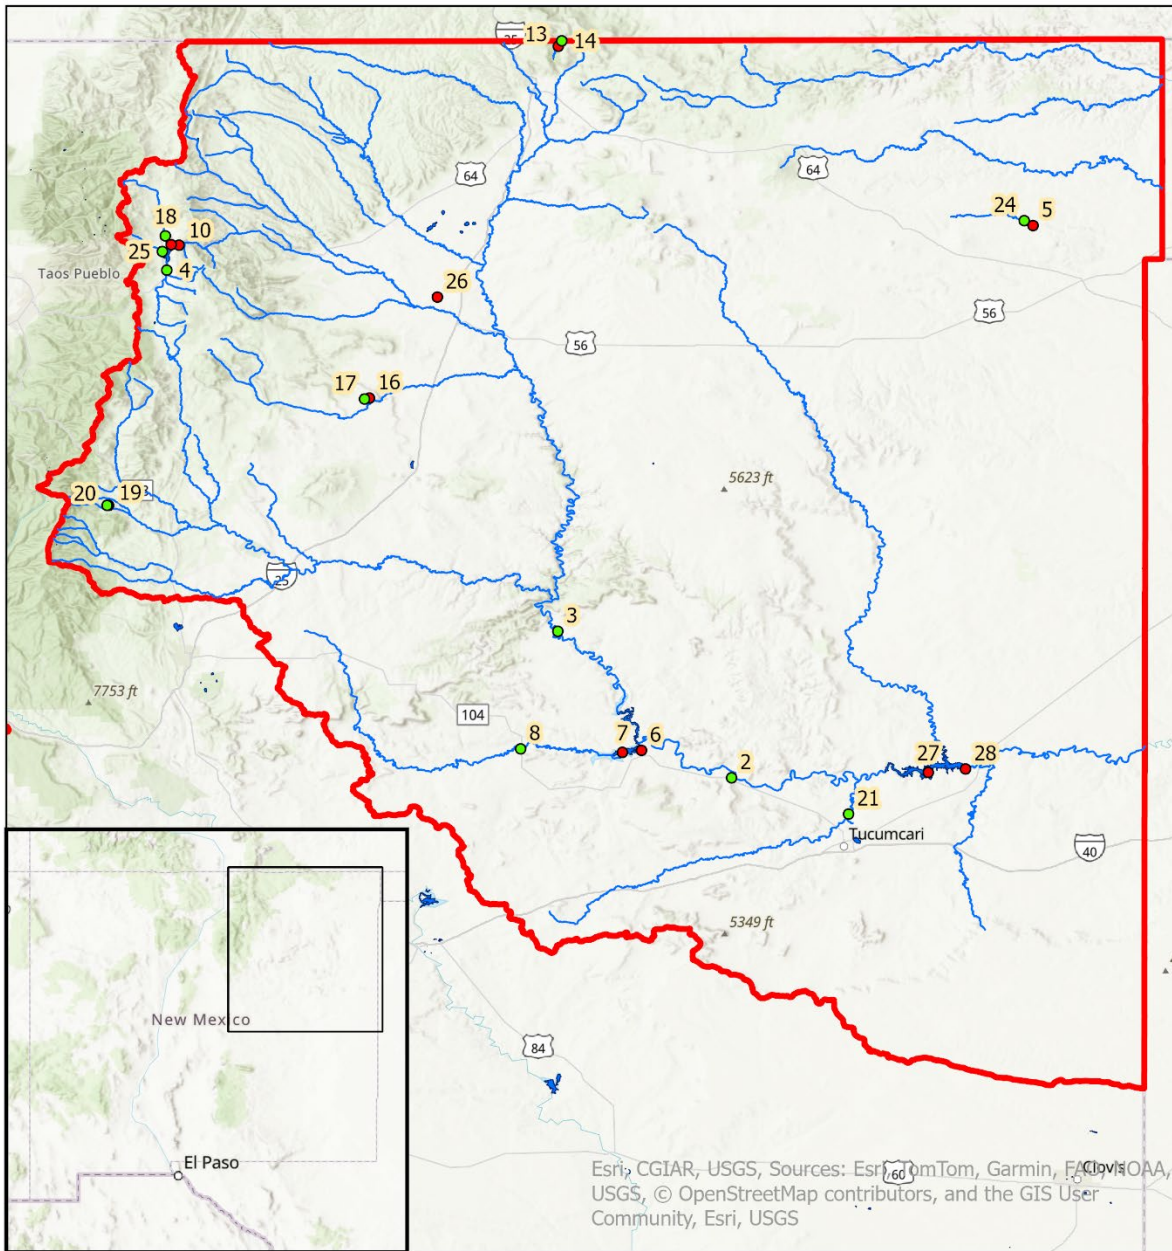 25
13
14
64
64
24
5
18
10
25
4
Taos Pueblo
26
56
56
17
16
5623 ft
20
19
25
3
7753 ft
104
8
7
6
2
27
28
21
Tucumcari
40
5349 ft
New Mexico
84
El Paso
60
Clovis
Esri, CGIAR, USGS, Sources: Esri, TomTom, Garmin, FAO, NOAA,
USGS, © OpenStreetMap contributors, and the GIS User
Community, Esri, USGS